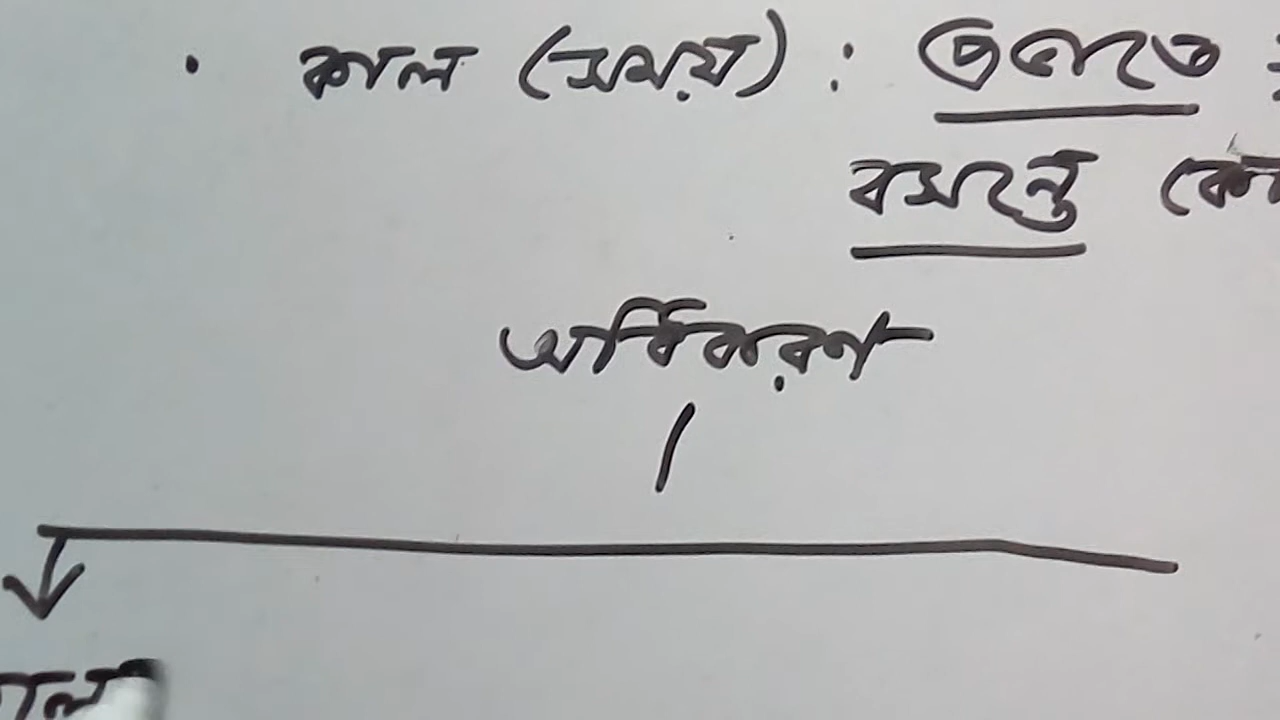 • কাল (সময়) : প্রভাতে
বসন্তে
অধিকরণ